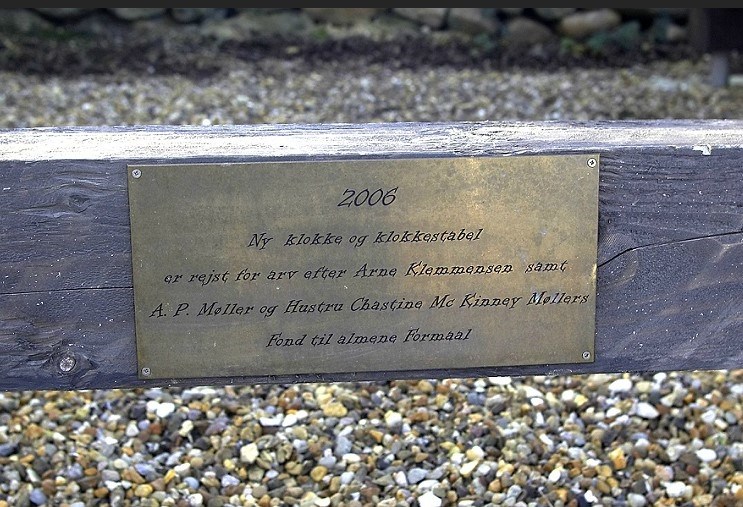 2006
Ny klokke og klokkestabel
er rejst for arv efter Arne Klemmensen samt
A. P. Møller og Hustru Chastine Mc Kinney Møllers
Fond til almene Formaal